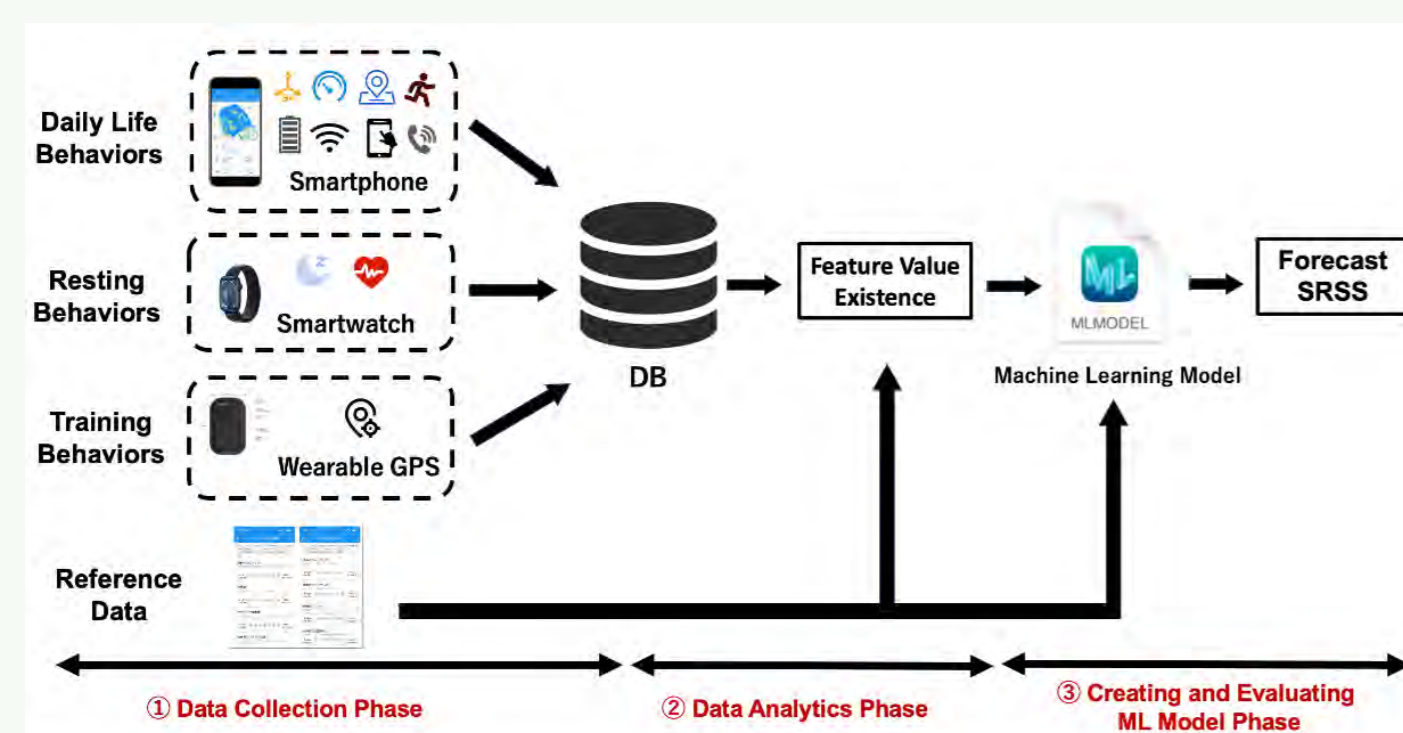 Daily Life
Behaviors
Smartphone
Resting
Behaviors
Smartwatch
Training
Behaviors
Wearable GPS
Reference
Data
DB
Feature Value
Existence
MLMODEL
Machine Learning Model
Forecast
SRSS
① Data Collection Phase
② Data Analytics Phase
③ Creating and Evaluating
ML Model Phase